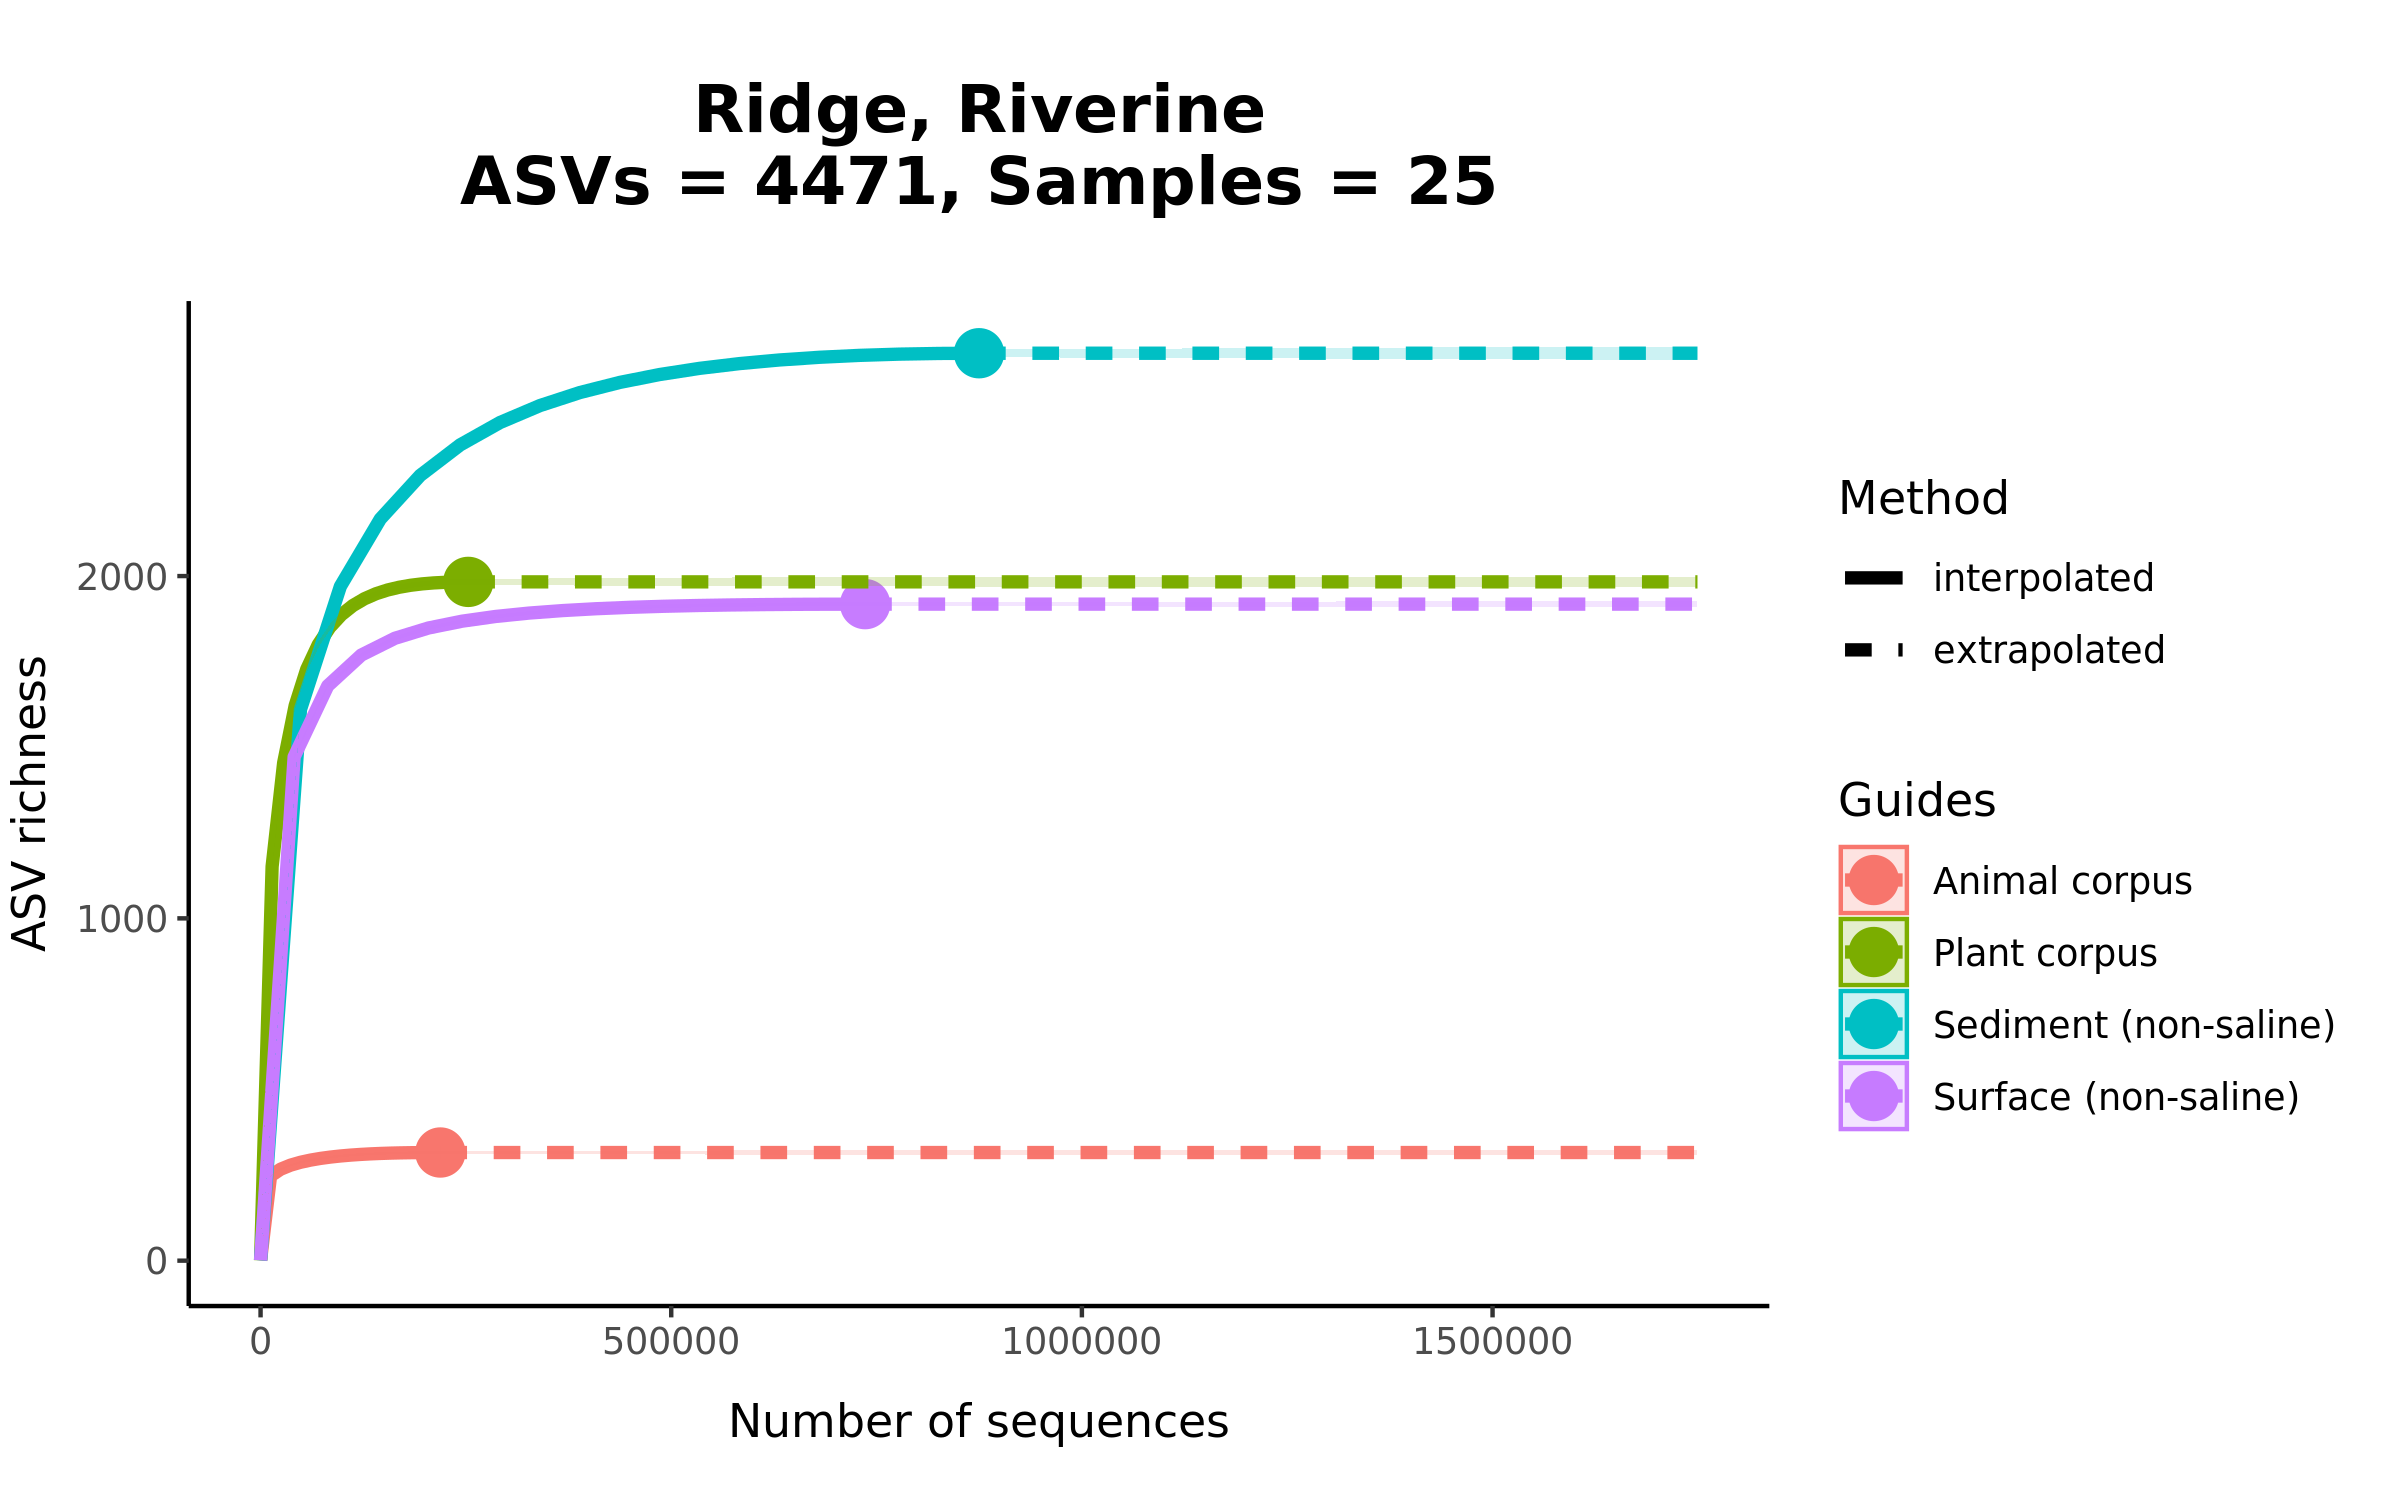 Ridge, Riverine
ASVs = 4471, Samples = 25
ASV richness
2000
1000
0
0 500000 1000000 1500000
Number of sequences
Method
interpolated
extrapolated
Guides
Animal corpus
Plant corpus
Sediment (non-saline)
Surface (non-saline)